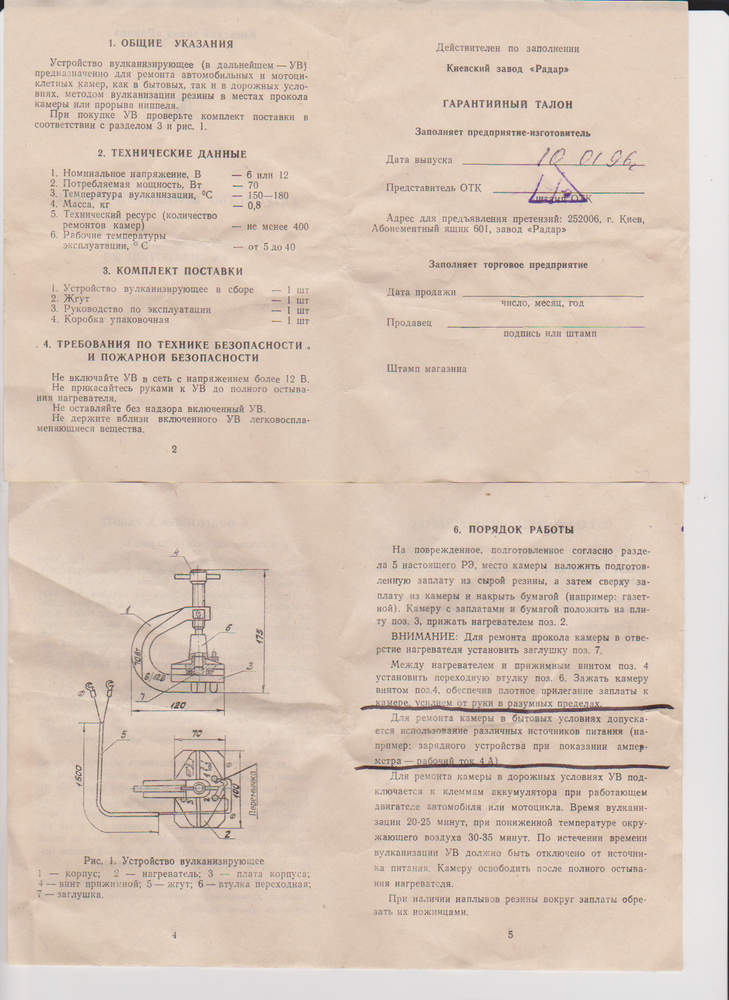 1. ОБЩИЕ УКАЗАНИЯ
Устройство вулканизирующее (в дальнейшем — УВ)
предназначенно для ремонта автомобильных и мотоци-
клетных камер, как в бытовых, так и в дорожных усло-
виях, методом вулканизации резины в местах прокола
камеры или прорыва ниппеля.
При покупке УВ проверьте комплект поставки в
соответствии с разделом 3 и рис. 1.
2. ТЕХНИЧЕСКИЕ ДАННЫЕ
1. Номинальное напряжение, В — 6 или 12
2. Потребляемая мощность, Вт — 70
3. Температура вулканизации, °С — 150—180
4. Масса, кг — 0,8
5. Технический ресурс (количество
ремонтов камер) — не менее 400
6. Рабочие температуры
эксплуатации, °С — от 5 до 40
3. КОМПЛЕКТ ПОСТАВКИ
1. Устройство вулканизирующее в сборе — 1 шт
2. Жгут — 1 шт
3. Руководство по эксплуатации — 1 шт
4. Коробка упаковочная — 1 шт
4. ТРЕБОВАНИЯ ПО ТЕХНИКЕ БЕЗОПАСНОСТИ
И ПОЖАРНОЙ БЕЗОПАСНОСТИ
Не включайте УВ в сеть с напряжением более 12 В.
Не прикасайтесь руками к УВ до полного остыва-
ния нагревателя.
Не оставляйте без надзора включенный УВ.
Не держите вблизи включенного УВ легковоспла-
меняющиеся вещества.
2
Действителен по заполнении
Киевский завод «Радар»
ГАРАНТИЙНЫЙ ТАЛОН
Заполняет предприятие-изготовитель
Дата выпуска 10 01 96г.
Представитель ОТК
штамп ОТК
Адрес для предъявления претензий: 252006, г. Киев,
Абонементный ящик 601, завод «Радар»
Заполняет торговое предприятие
Дата продажи
число, месяц, год
Продавец
подпись или штамп
Штамп магазина
4
1
Б
6
175
70 Вт
3
7
120
70
5
1500
100
Перемычка
2
Рис. 1. Устройство вулканизирующее
1 — корпус; 2 — нагреватель; 3 — плата корпуса;
4 — винт прижимной; 5 — жгут; 6 — втулка переходная;
7 — заглушка.
4
6. ПОРЯДОК РАБОТЫ
На поврежденное, подготовленное согласно разде-
ла 5 настоящего РЭ, место камеры наложить подготов-
ленную заплату из сырой резины, а затем сверху за-
плату из камеры и накрыть бумагой (например: газет-
ной). Камеру с заплатами и бумагой положить на пли-
ту поз. 3, прижать нагревателем поз. 2.
ВНИМАНИЕ: Для ремонта прокола камеры в отве-
рстие нагревателя установить заглушку поз. 7.
Между нагревателем и прижимным винтом поз. 4
установить переходную втулку поз. 6. Зажать камеру
винтом поз.4, обеспечив плотное прилегание заплаты к
камере, усилием от руки в разумных пределах.
Для ремонта камеры в бытовых условиях допуска-
ется использование различных источников питания (на-
пример: зарядного устройства при показании ампер-
метра — рабочий ток 4 А)
Для ремонта камеры в дорожных условиях УВ под-
ключается к клеммам аккумулятора при работающем
двигателе автомобиля или мотоцикла. Время вулкани-
зации 20-25 минут, при пониженной температуре окру-
жающего воздуха 30-35 минут. По истечении времени
вулканизации УВ должно быть отключено от источни-
ка питания. Камеру освободить после полного остыва-
ния нагревателя.
При наличии наплывов резины вокруг заплаты обре-
зать их ножницами.
5